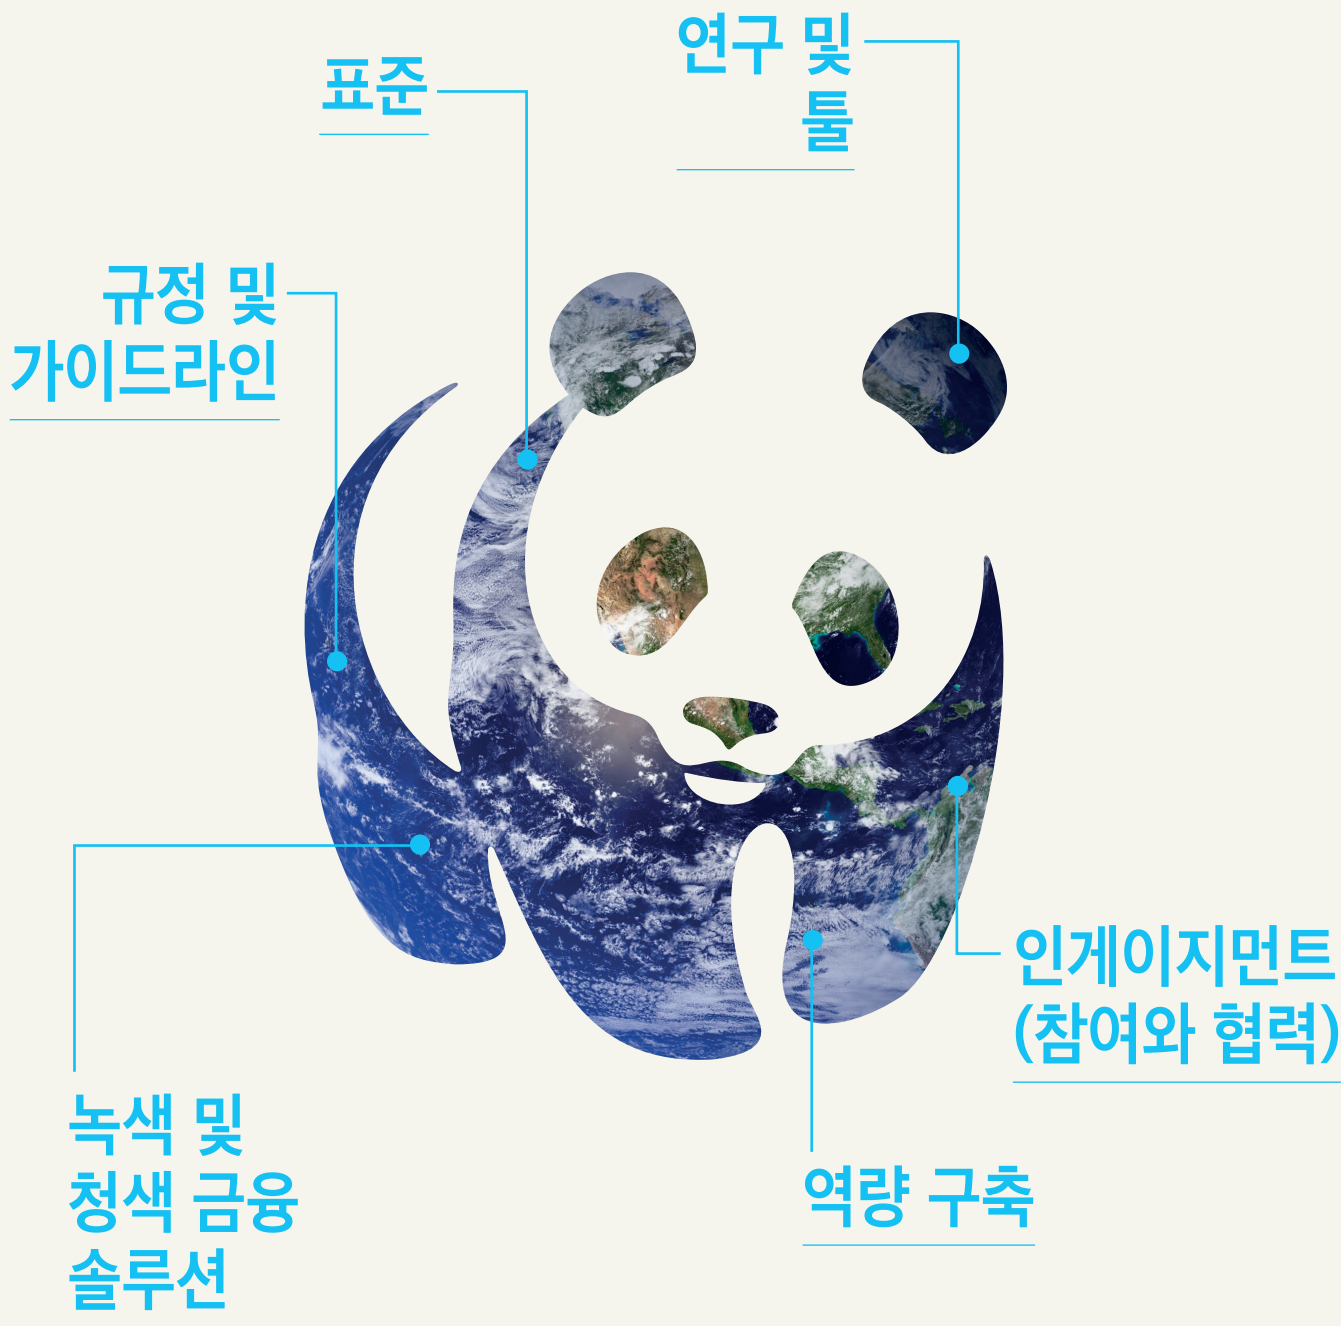 연구 및
툴
표준
규정 및
가이드라인
인게이지먼트
(참여와 협력)
녹색 및
청색 금융
솔루션
역량 구축